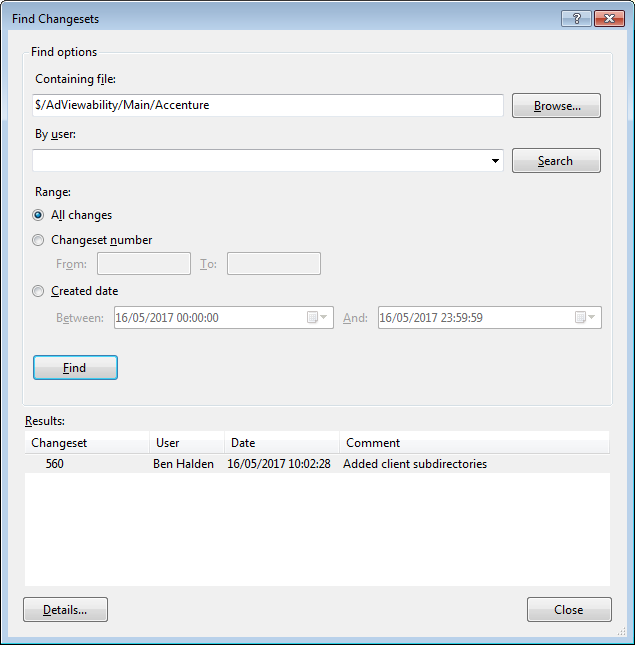 Find Changesets
?
Find options
Containing file:
$/AdViewability/Main/Accenture
Browse...
By user:
Search
Range:
All changes
Changeset number
From: To:
Created date
Between: 16/05/2017 00:00:00 And: 16/05/2017 23:59:59
Find
Results:
Changeset User Date Comment
560 Ben Halden 16/05/2017 10:02:28 Added client subdirectories
Details... Close